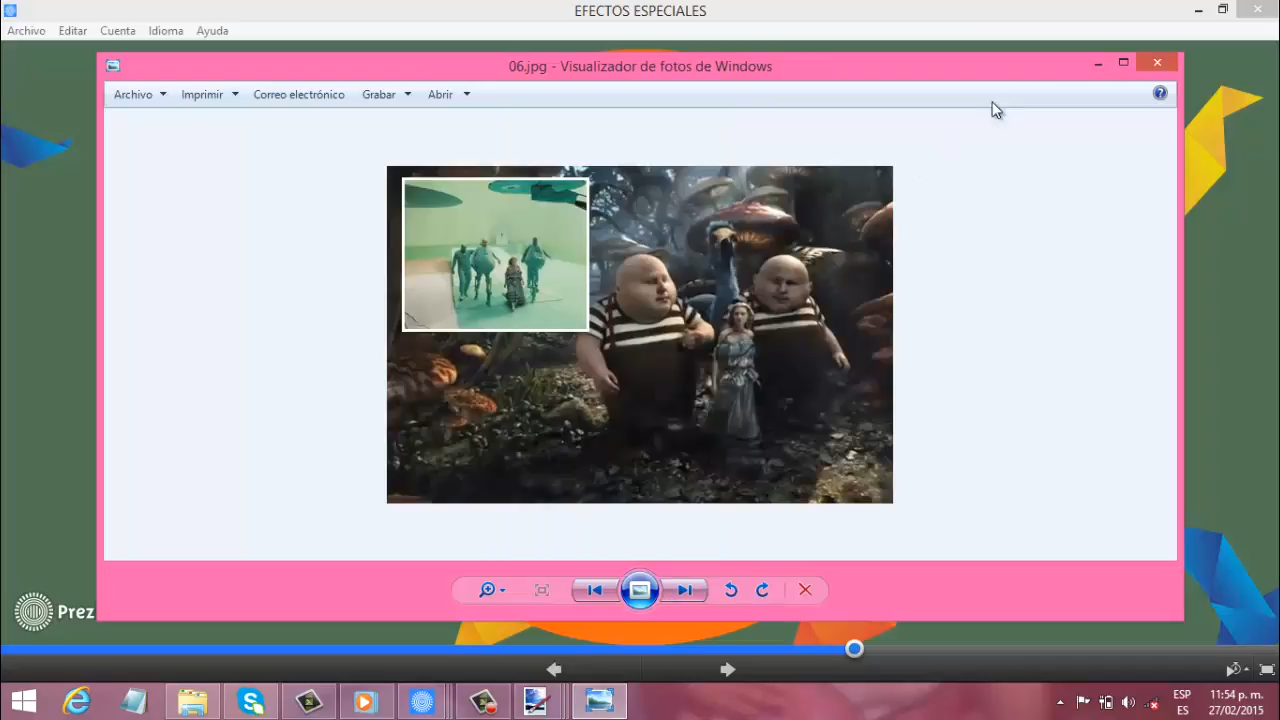 EFECTOS ESPECIALES
Archivo Editar Cuenta Idioma Ayuda
06.jpg - Visualizador de fotos de Windows
Archivo Imprimir Correo electrónico Grabar Abrir
Prez
ESP
ES
11:54 p. m.
27/02/2015